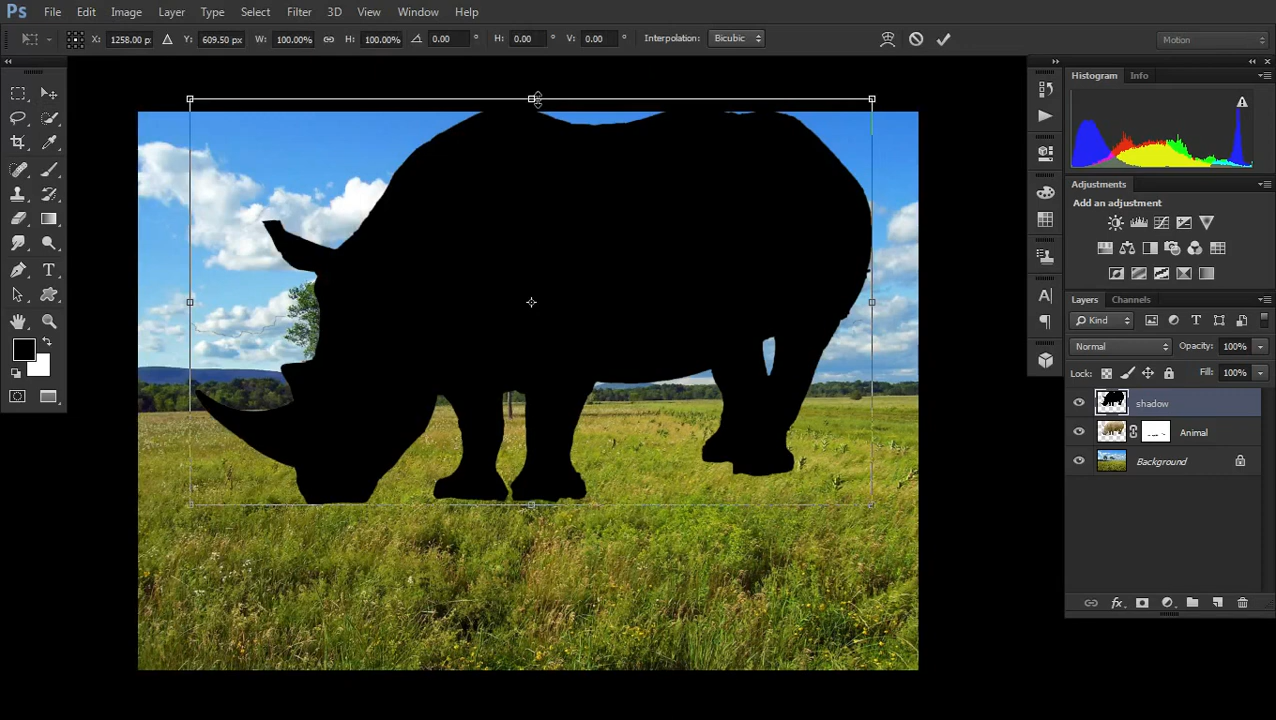 Ps File Edit Image Layer Type Select Filter 3D View Window Help
X: 1258.00 px Y: 609.50 px W: 100.00% H: 100.00% 0.00 ° H: 0.00 ° V: 0.00 ° Interpolation: Bicubic Motion
Histogram Info
Adjustments
Add an adjustment
Layers Channels
Kind
Normal Opacity: 100%
Lock: Fill: 100%
shadow
Animal
Background